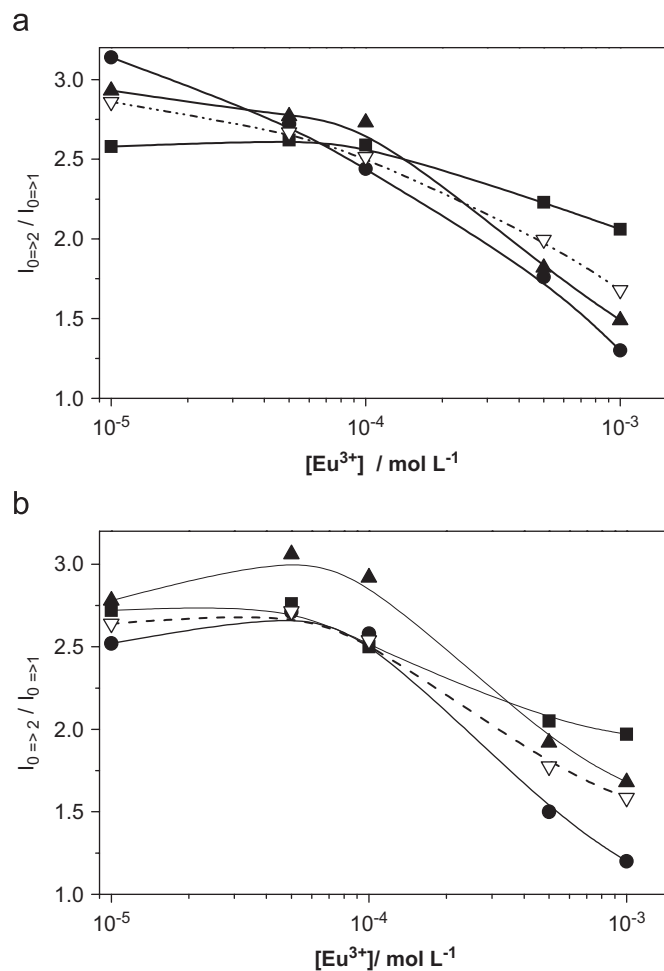 a
3.0
2.5
2.0
1.5
1.0
I₀₌>₂ / I₀₌>₁
10⁻⁵
10⁻⁴
10⁻³
[Eu³⁺] / mol L⁻¹
b
3.0
2.5
2.0
1.5
1.0
I₀ ₌> ₂ / I₀ ₌>₁
10⁻⁵
10⁻⁴
10⁻³
[Eu³⁺]/ mol L⁻¹